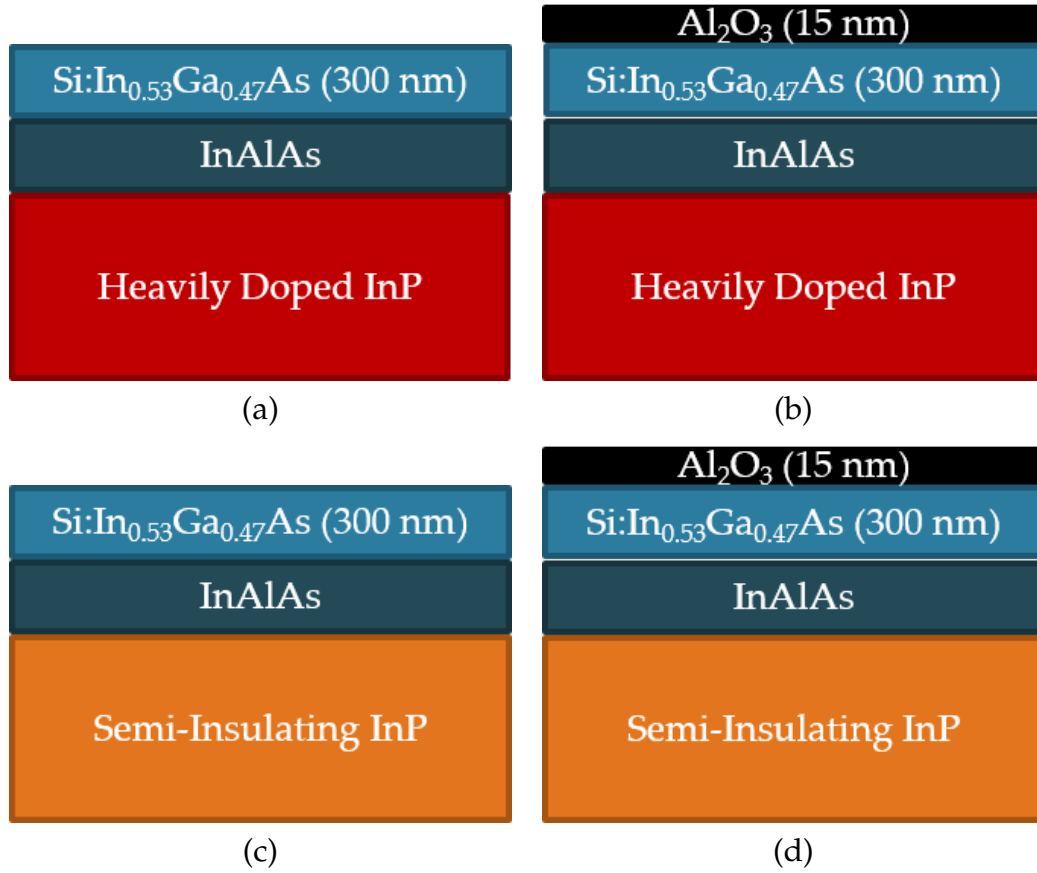 Si:In₀.₅₃Ga₀.₄₇As (300 nm)
InAlAs
Heavily Doped InP
(a)
Al₂O₃ (15 nm)
Si:In₀.₅₃Ga₀.₄₇As (300 nm)
InAlAs
Heavily Doped InP
(b)
Si:In₀.₅₃Ga₀.₄₇As (300 nm)
InAlAs
Semi-Insulating InP
(c)
Al₂O₃ (15 nm)
Si:In₀.₅₃Ga₀.₄₇As (300 nm)
InAlAs
Semi-Insulating InP
(d)